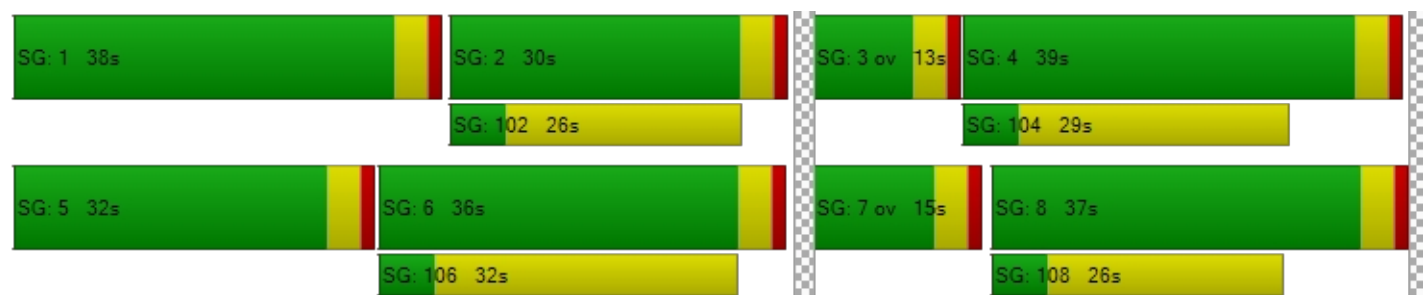 SG: 1 38s SG: 2 30s SG: 3 ov 13s SG: 4 39s
SG: 102 26s SG: 104 29s
SG: 5 32s SG: 6 36s SG: 7 ov 15s SG: 8 37s
SG: 106 32s SG: 108 26s